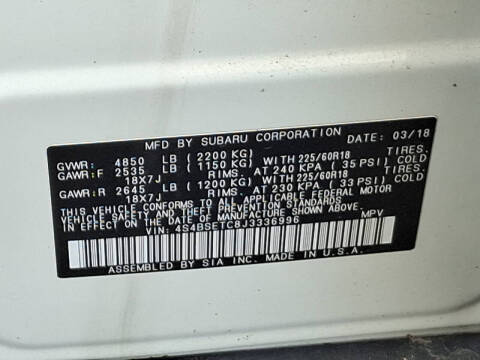 MFD BY SUBARU CORPORATION DATE: 03/18
GVWR: 4850 LB (2200 KG)
GAWR:F 2535 LB (1150 KG) WITH 225/60R18 TIRES.
18X7J RIMS. AT 240 KPA (35 PSI) COLD
GAWR:R 2645 LB (1200 KG) WITH 225/60R18 TIRES.
18X7J RIMS. AT 230 KPA (33 PSI) COLD
THIS VEHICLE CONFORMS TO ALL APPLICABLE FEDERAL MOTOR
VEHICLE SAFETY, BUMPER, AND THEFT PREVENTION STANDARDS
IN EFFECT ON THE DATE OF MANUFACTURE SHOWN ABOVE.
VIN: 4S4BSETC8J3336996 MPV
ASSEMBLED BY SIA INC. MADE IN U.S.A.